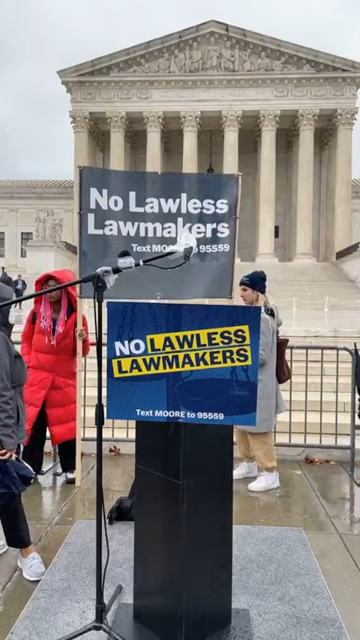 No Lawless
Lawmakers
Text MOORE to 95559
NO LAWLESS
LAWMAKERS
Text MOORE to 95559